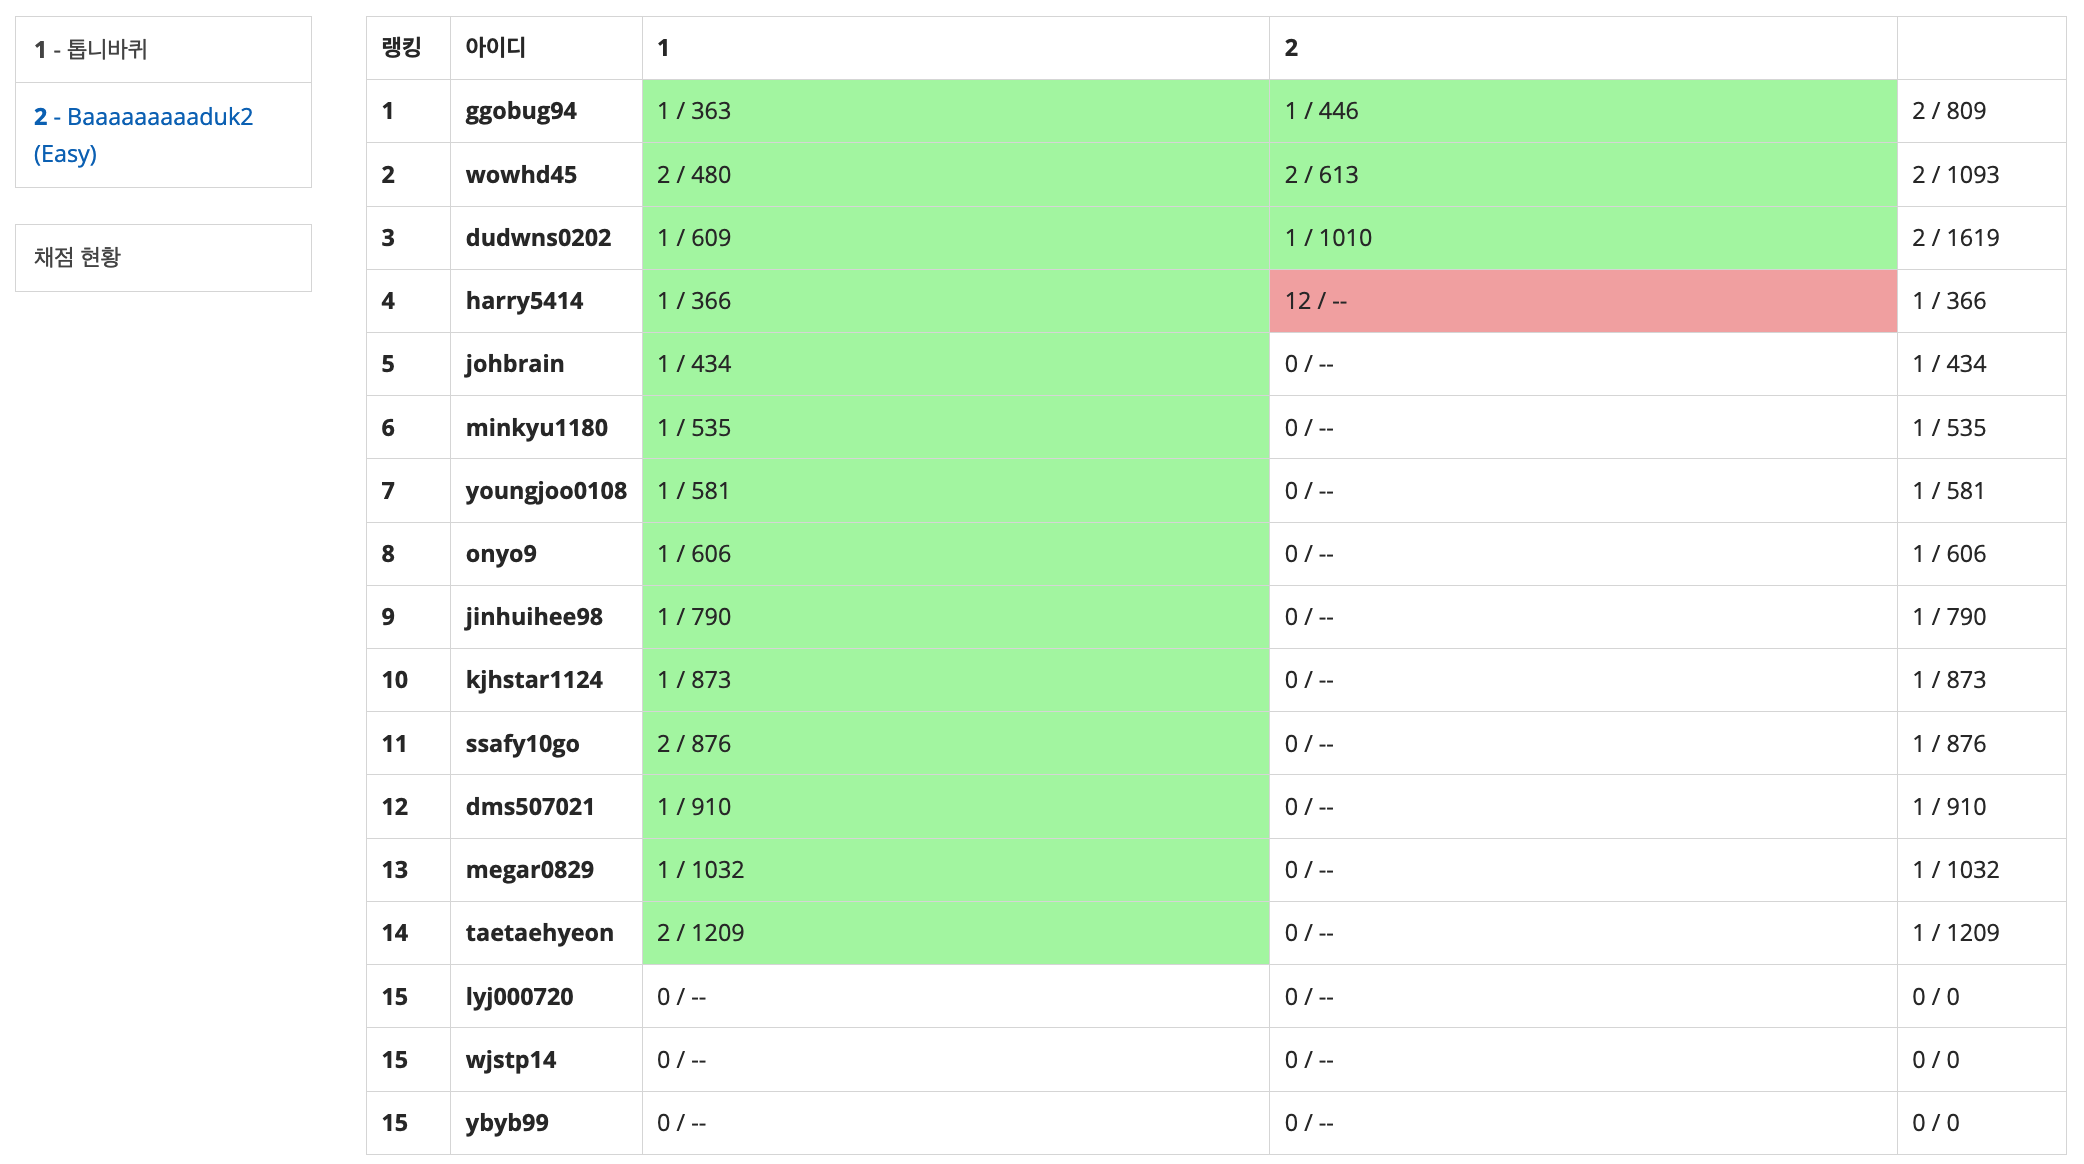 1 - 톱니바퀴
2 - Baaaaaaaaaduk2
(Easy)
채점 현황
랭킹 아이디 1 2
1 ggobug94 1 / 363 1 / 446 2 / 809
2 wowhd45 2 / 480 2 / 613 2 / 1093
3 dudwns0202 1 / 609 1 / 1010 2 / 1619
4 harry5414 1 / 366 12 / -- 1 / 366
5 johbrain 1 / 434 0 / -- 1 / 434
6 minkyu1180 1 / 535 0 / -- 1 / 535
7 youngjoo0108 1 / 581 0 / -- 1 / 581
8 onyo9 1 / 606 0 / -- 1 / 606
9 jinhuihee98 1 / 790 0 / -- 1 / 790
10 kjhstar1124 1 / 873 0 / -- 1 / 873
11 ssafy10go 2 / 876 0 / -- 1 / 876
12 dms507021 1 / 910 0 / -- 1 / 910
13 megar0829 1 / 1032 0 / -- 1 / 1032
14 taetaehyeon 2 / 1209 0 / -- 1 / 1209
15 lyj000720 0 / -- 0 / -- 0 / 0
15 wjstp14 0 / -- 0 / -- 0 / 0
15 ybyb99 0 / -- 0 / -- 0 / 0